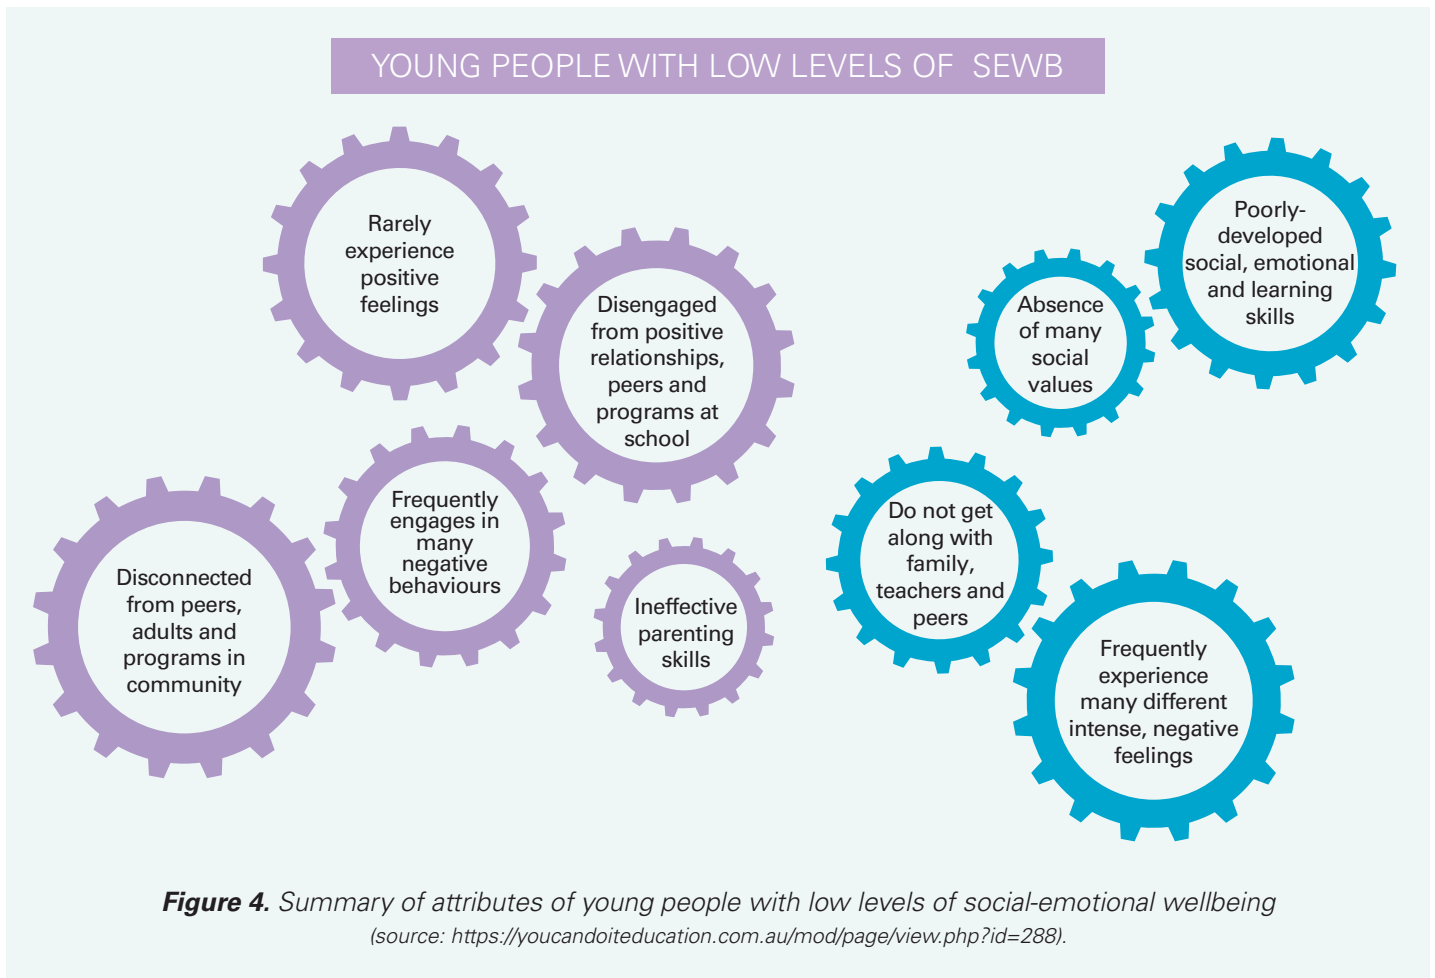 YOUNG PEOPLE WITH LOW LEVELS OF SEWB
Rarely
experience
positive
feelings
Disengaged
from positive
relationships,
peers and
programs at
school
Frequently
engages in
many
negative
behaviours
Disconnected
from peers,
adults and
programs in
community
Ineffective
parenting
skills
Poorly-
developed
social, emotional
and learning
skills
Absence
of many
social
values
Do not get
along with
family,
teachers and
peers
Frequently
experience
many different
intense, negative
feelings
Figure 4. Summary of attributes of young people with low levels of social-emotional wellbeing
(source: https://youcandoiteducation.com.au/mod/page/view.php?id=288).